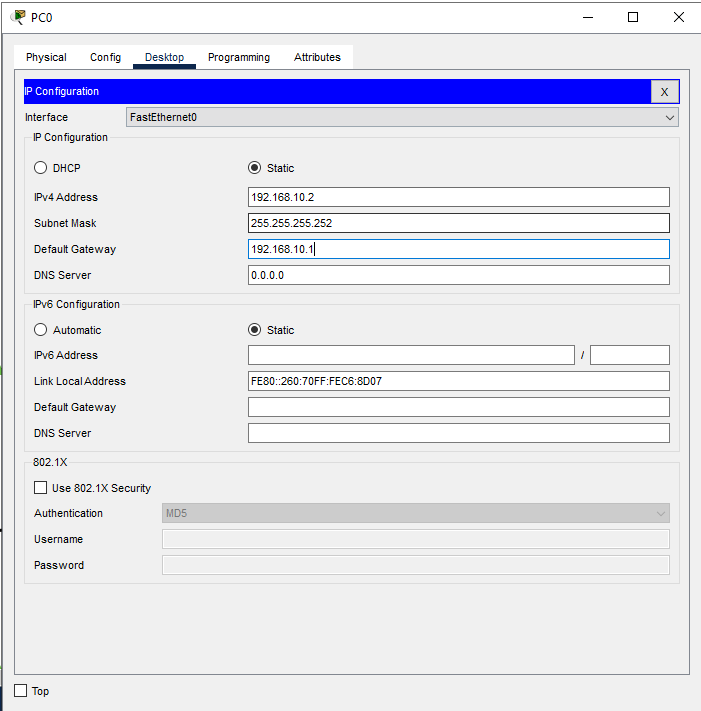 PC0
Physical Config Desktop Programming Attributes
IP Configuration X
Interface FastEthernet0
IP Configuration
DHCP Static
IPv4 Address 192.168.10.2
Subnet Mask 255.255.255.252
Default Gateway 192.168.10.1
DNS Server 0.0.0.0
IPv6 Configuration
Automatic Static
IPv6 Address /
Link Local Address FE80::260:70FF:FEC6:8D07
Default Gateway
DNS Server
802.1X
Use 802.1X Security
Authentication MD5
Username
Password
Top